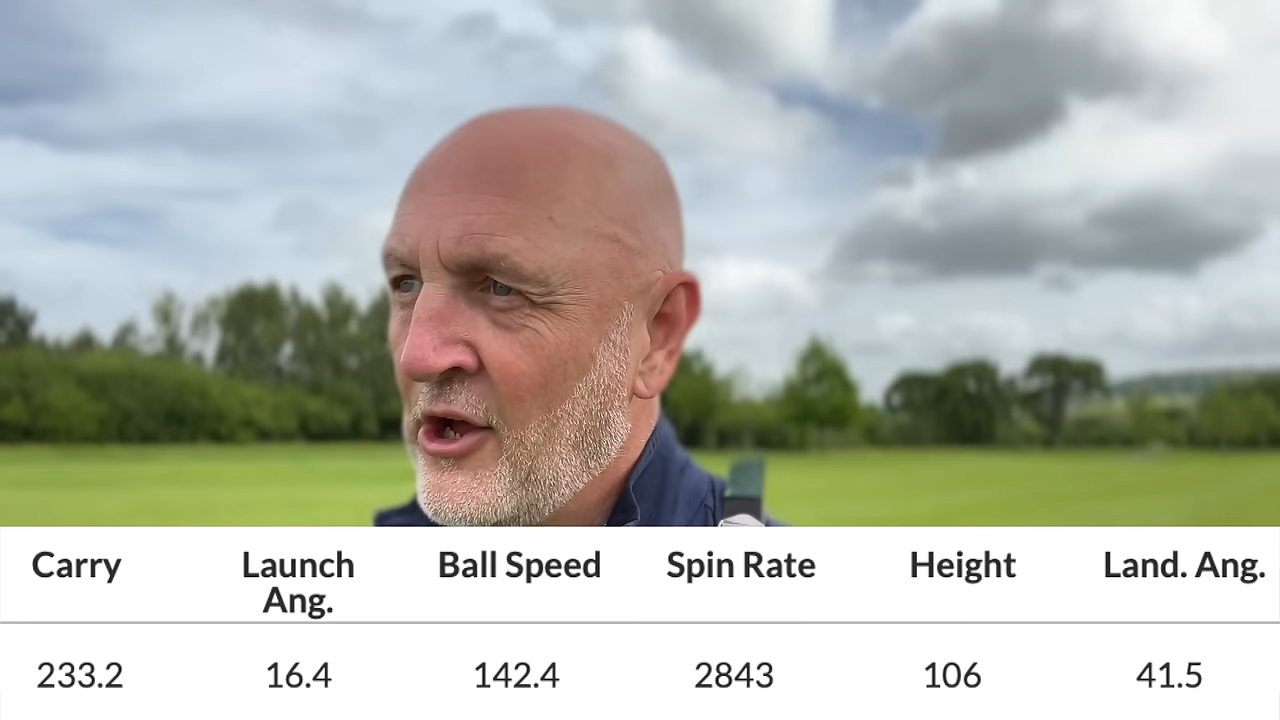 Carry Launch Ang. Ball Speed Spin Rate Height Land. Ang.
233.2 16.4 142.4 2843 106 41.5